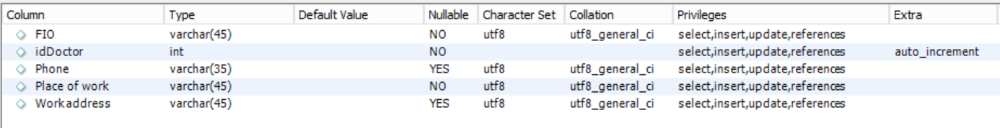 Column Type Default Value Nullable Character Set Collation Privileges Extra
FIO varchar(45) NO utf8 utf8_general_ci select,insert,update,references
idDoctor int NO select,insert,update,references auto_increment
Phone varchar(35) YES utf8 utf8_general_ci select,insert,update,references
Place of work varchar(45) NO utf8 utf8_general_ci select,insert,update,references
Workaddress varchar(45) YES utf8 utf8_general_ci select,insert,update,references